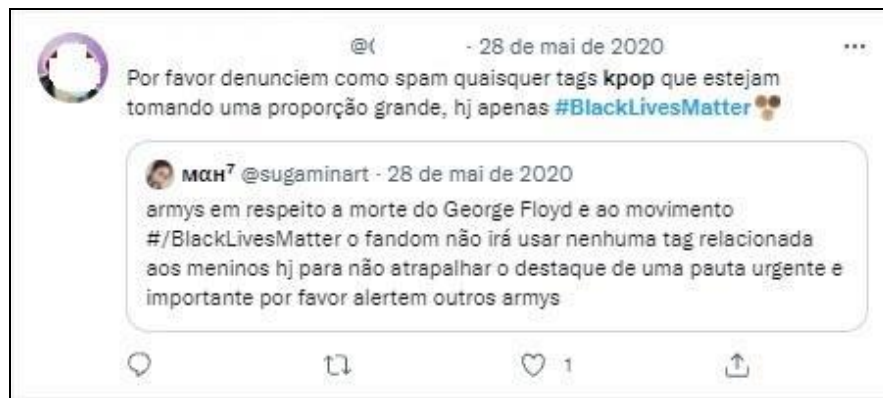 @( - 28 de mai de 2020
Por favor denunciem como spam quaisquer tags kpop que estejam
tomando uma proporção grande, hj apenas #BlackLivesMatter
мαн⁷ @sugaminart - 28 de mai de 2020
armys em respeito a morte do George Floyd e ao movimento
#/BlackLivesMatter o fandom não irá usar nenhuma tag relacionada
aos meninos hj para não atrapalhar o destaque de uma pauta urgente e
importante por favor alertem outros armys
1